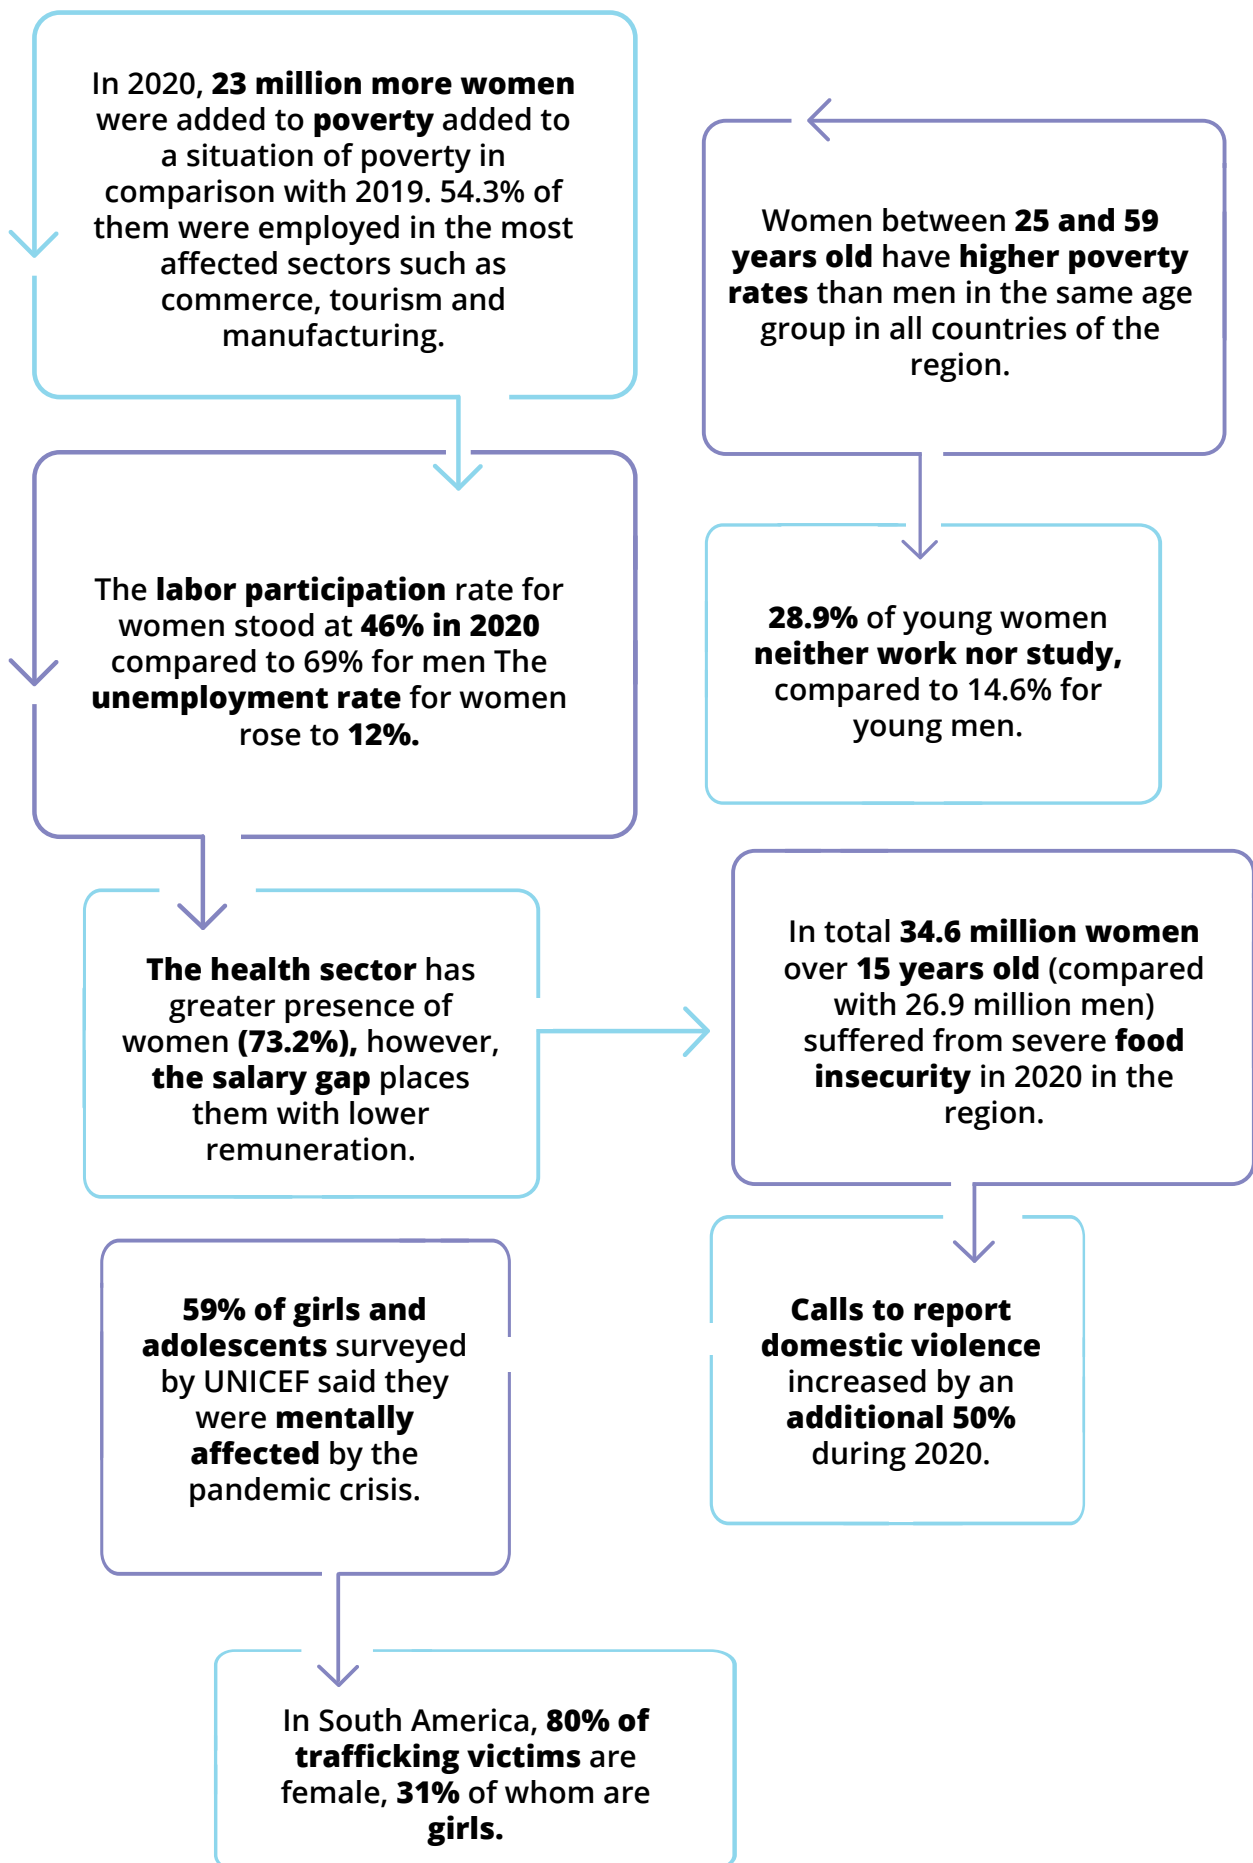 In 2020, 23 million more women
were added to poverty added to
a situation of poverty in
comparison with 2019. 54.3% of
them were employed in the most
affected sectors such as
commerce, tourism and
manufacturing.
Women between 25 and 59
years old have higher poverty
rates than men in the same age
group in all countries of the
region.
The labor participation rate for
women stood at 46% in 2020
compared to 69% for men The
unemployment rate for women
rose to 12%.
28.9% of young women
neither work nor study,
compared to 14.6% for
young men.
The health sector has
greater presence of
women (73.2%), however,
the salary gap places
them with lower
remuneration.
In total 34.6 million women
over 15 years old (compared
with 26.9 million men)
suffered from severe food
insecurity in 2020 in the
region.
59% of girls and
adolescents surveyed
by UNICEF said they
were mentally
affected by the
pandemic crisis.
Calls to report
domestic violence
increased by an
additional 50%
during 2020.
In South America, 80% of
trafficking victims are
female, 31% of whom are
girls.